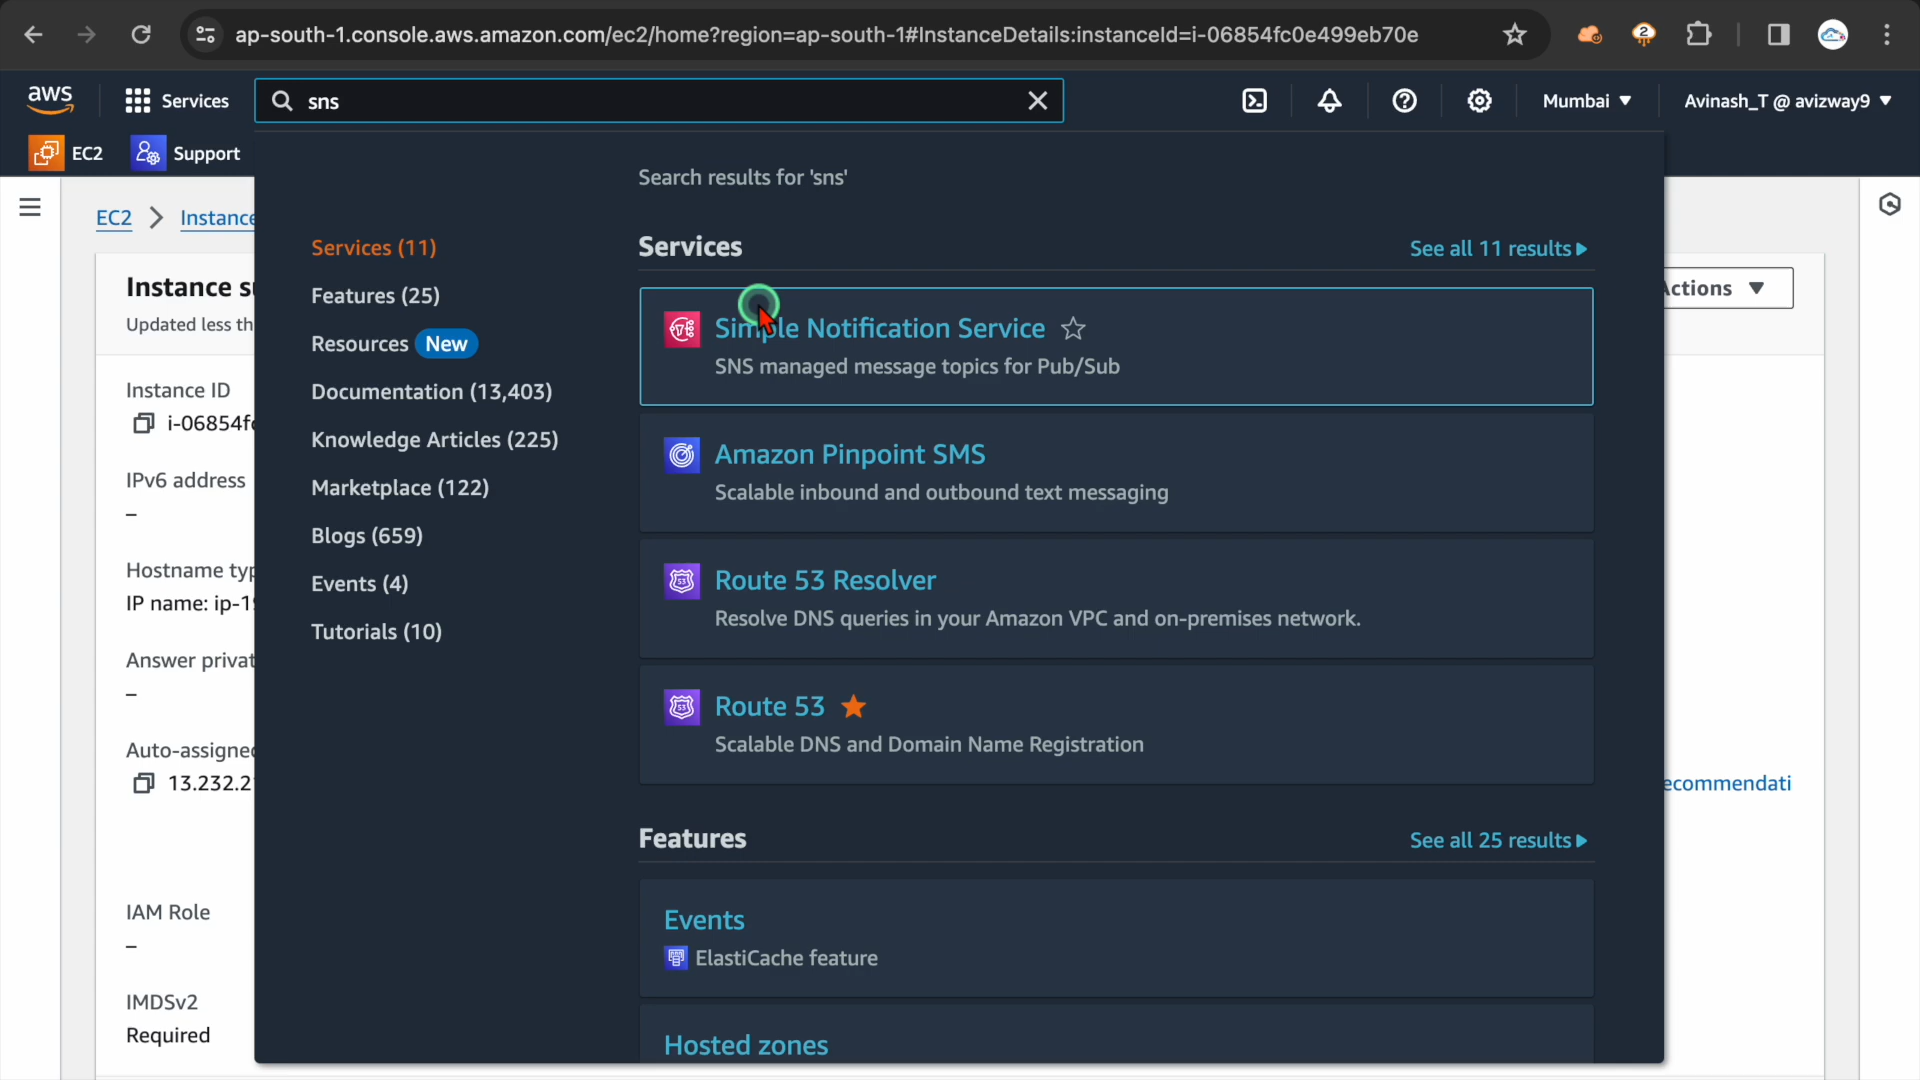 ap-south-1.console.aws.amazon.com/ec2/home?region=ap-south-1#InstanceDetails:instanceId=i-06854fc0e499eb70e
2
aws
Services
sns
Mumbai
Avinash_T @ avizway9
EC2
Support
Search results for 'sns'
EC2
Instance
Services (11)
Features (25)
Resources New
Documentation (13,403)
Knowledge Articles (225)
Marketplace (122)
Blogs (659)
Events (4)
Tutorials (10)
Services
See all 11 results
Simple Notification Service
SNS managed message topics for Pub/Sub
Amazon Pinpoint SMS
Scalable inbound and outbound text messaging
Route 53 Resolver
Resolve DNS queries in your Amazon VPC and on-premises network.
Route 53
Scalable DNS and Domain Name Registration
Features
See all 25 results
Events
ElastiCache feature
Hosted zones
Instance s
Updated less th
Actions
Instance ID
i-06854f
IPv6 address
–
Hostname typ
IP name: ip-19
Answer privat
–
Auto-assigned
13.232.2
ecommendati
IAM Role
–
IMDSv2
Required